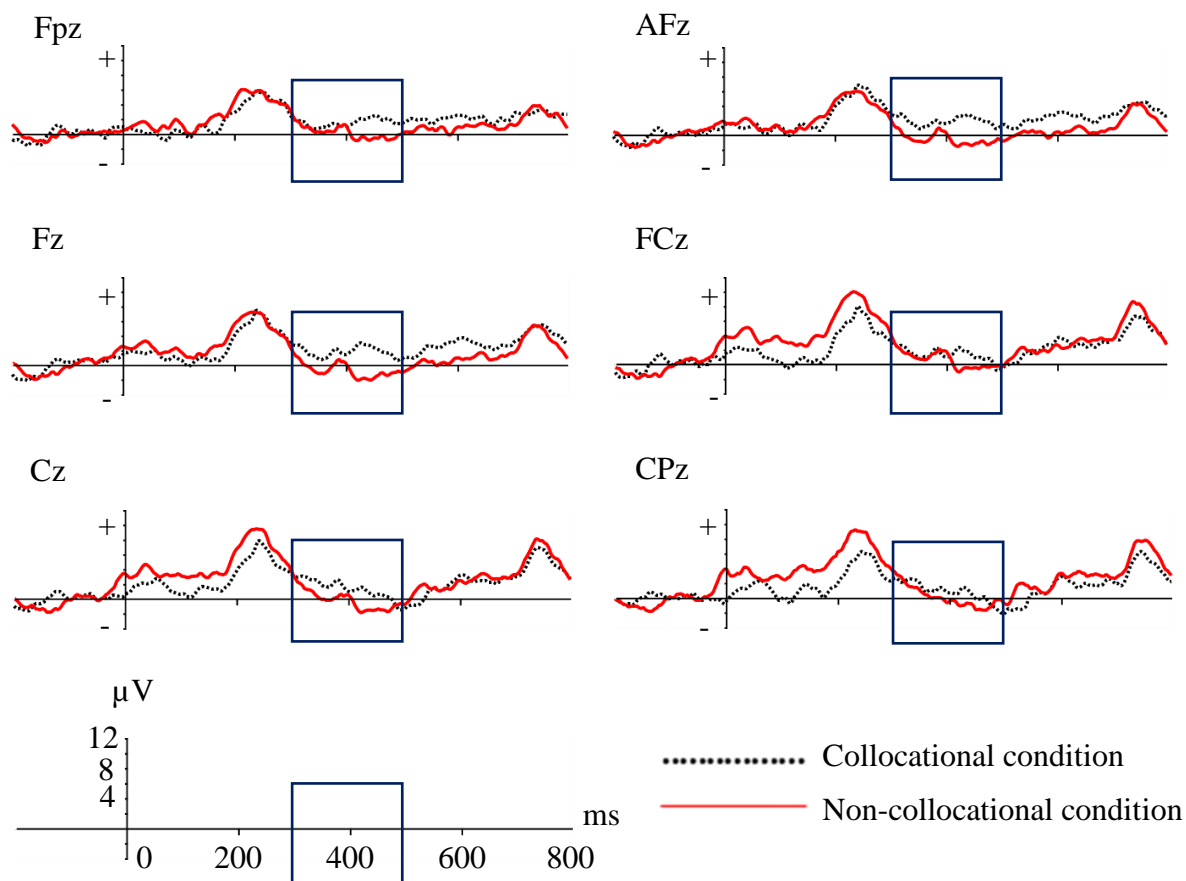 Fpz
AFz
+
+
-
-
Fz
FCz
+
+
-
-
Cz
CPz
+
+
-
-
µV
12
8
4
ms
0 200 400 600 800
Collocational condition
Non-collocational condition